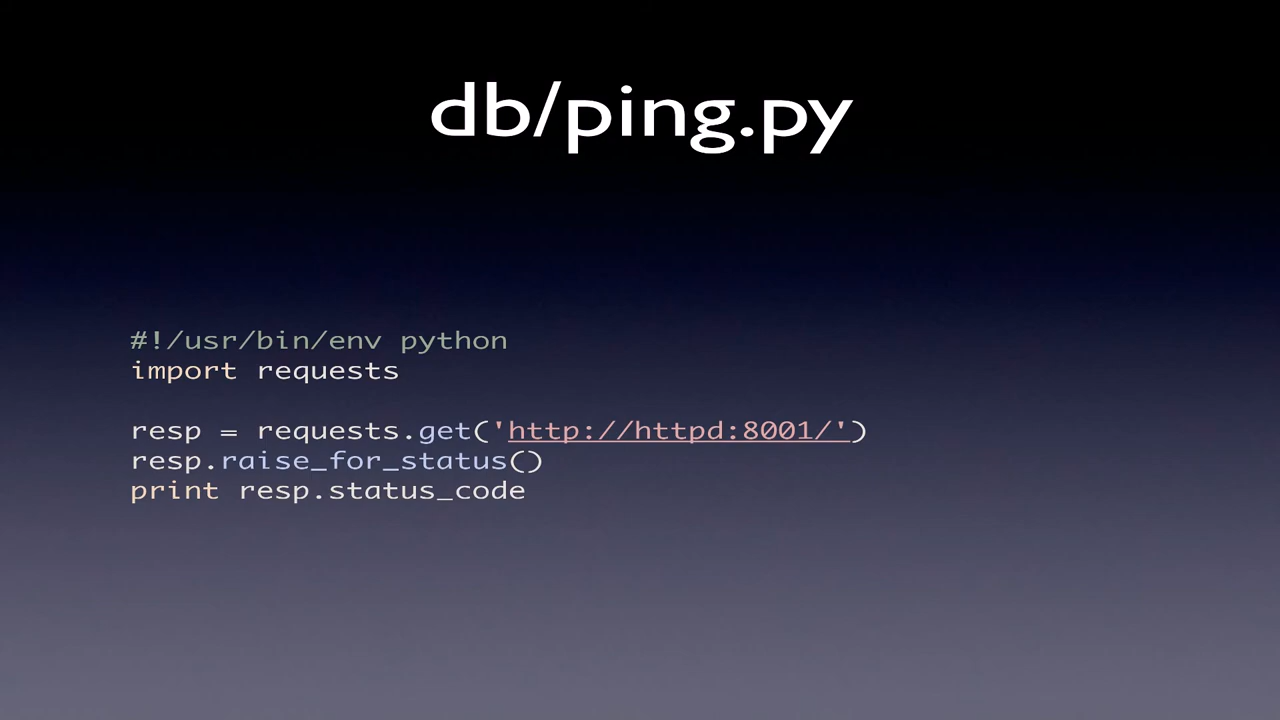 db/ping.py
#!/usr/bin/env python
import requests
resp = requests.get('http://httpd:8001/')
resp.raise_for_status()
print resp.status_code